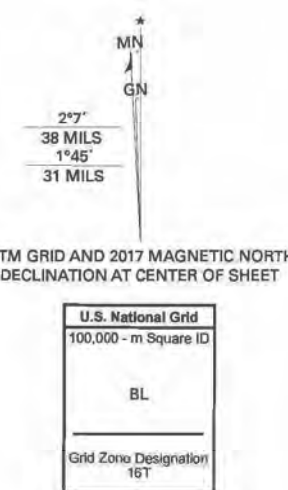 ★
MN
GN
2°7´
38 MILS
1°45´
31 MILS
TM GRID AND 2017 MAGNETIC NORTH
DECLINATION AT CENTER OF SHEET
U.S. National Grid
100,000 - m Square ID
BL
Grid Zone Designation
16T